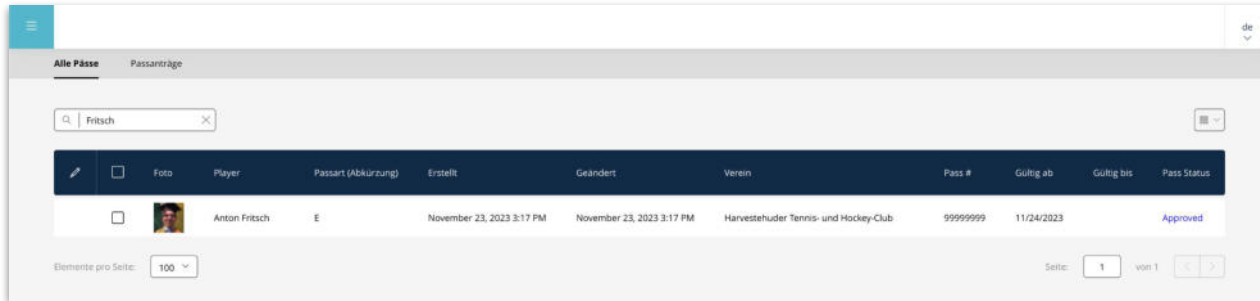 de
Alle Pässe Passanträge
Fritsch
Foto Player Passart (Abkürzung) Erstellt Geändert Verein Pass # Gültig ab Gültig bis Pass Status
Anton Fritsch E November 23, 2023 3:17 PM November 23, 2023 3:17 PM Harvestehuder Tennis- und Hockey-Club 99999999 11/24/2023 Approved
Elemente pro Seite: 100 Seite: 1 von 1